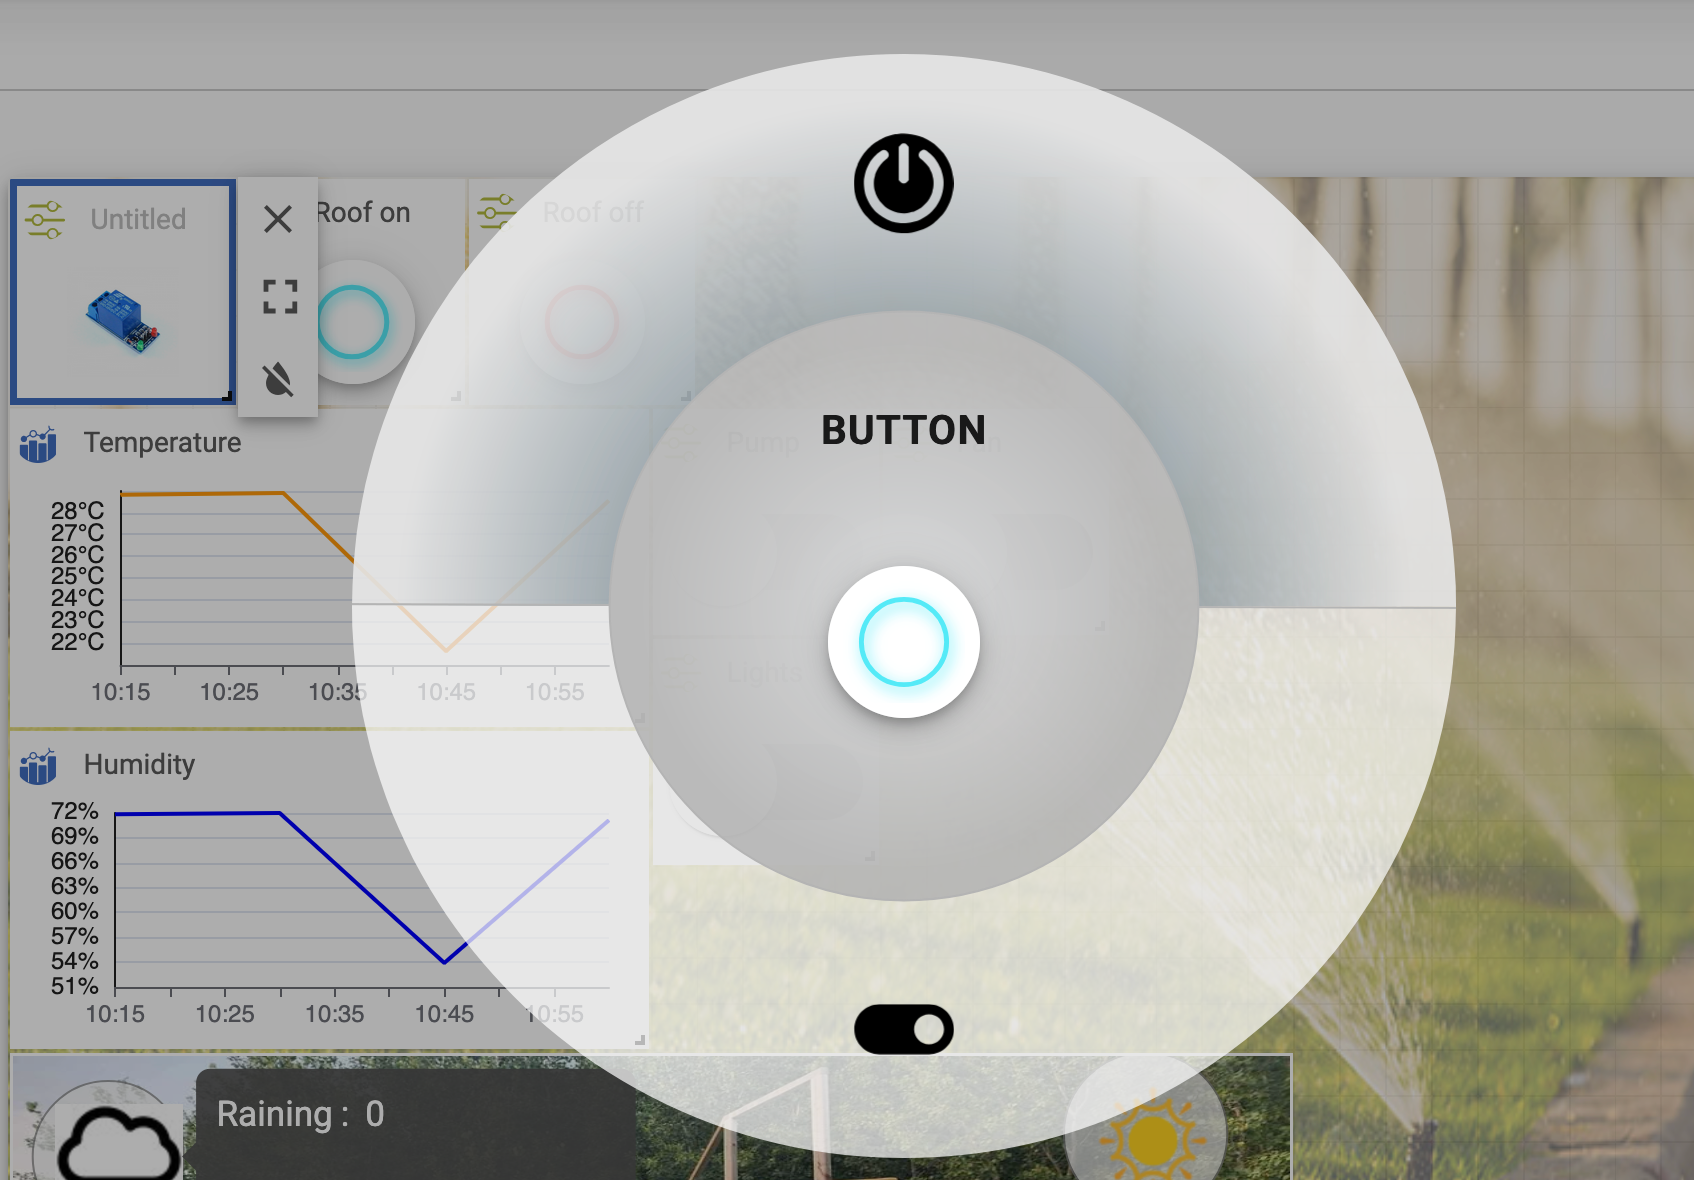 Untitled
Roof on
Roof off
Temperature
28°C
27°C
26°C
25°C
24°C
23°C
22°C
10:15 10:25 10:35 10:45 10:55
BUTTON
Pump
Lights
Humidity
72%
69%
66%
63%
60%
57%
54%
51%
10:15 10:25 10:35 10:45 10:55
Raining : 0